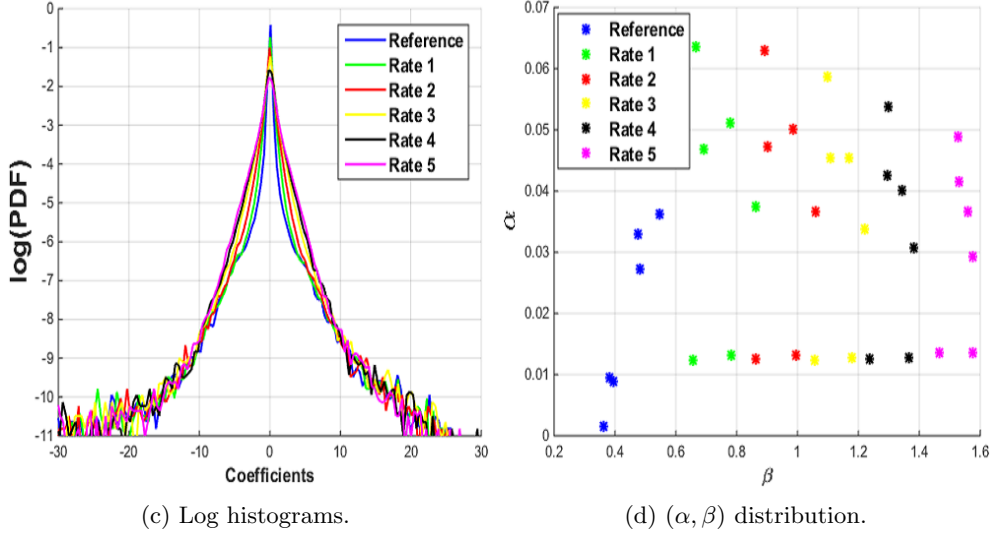 0
-1
-2
-3
-4
-5
-6
-7
-8
-9
-10
-11
log(PDF)
-30
-20
-10
0
10
20
30
Coefficients
Reference
Rate 1
Rate 2
Rate 3
Rate 4
Rate 5
(c) Log histograms.
0.07
0.06
0.05
0.04
0.03
0.02
0.01
0
α
0.2
0.4
0.6
0.8
1
1.2
1.4
1.6
β
Reference
Rate 1
Rate 2
Rate 3
Rate 4
Rate 5
(d) (α, β) distribution.